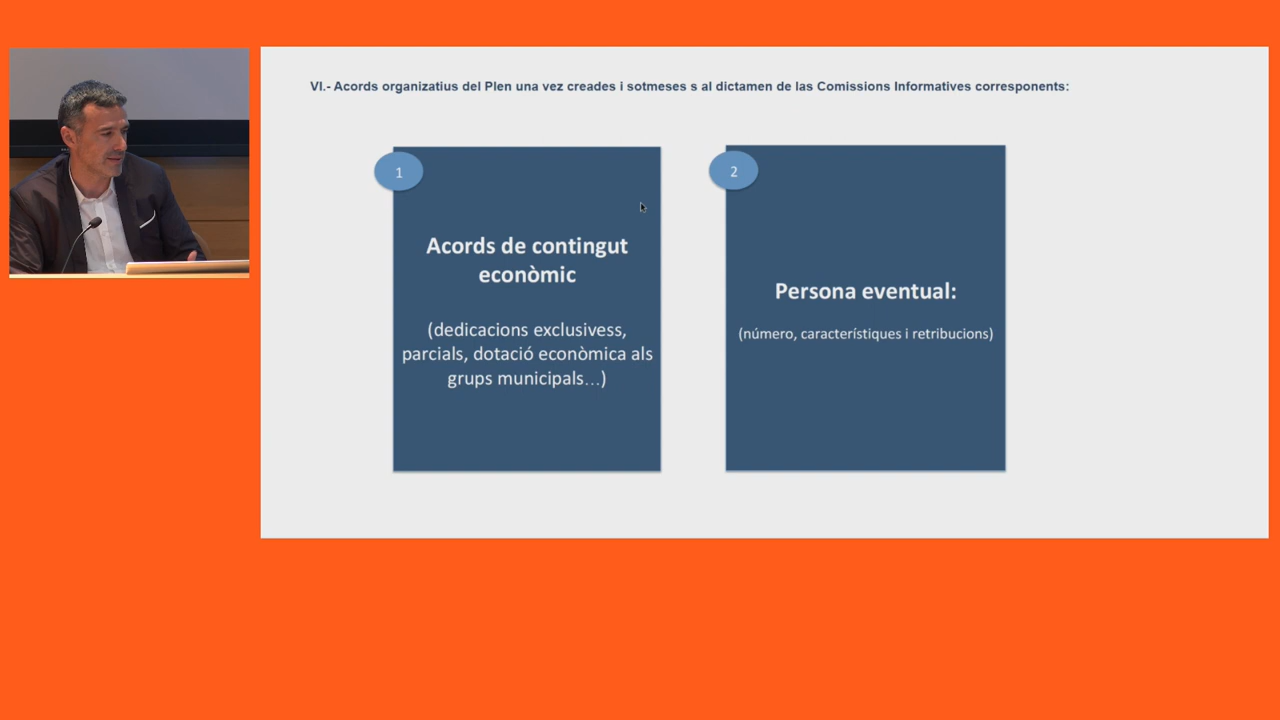 VI.- Acords organizatius del Plen una vez creades i sotmeses s al dictamen de las Comissions Informatives corresponents:
1
Acords de contingut
econòmic
(dedicacions exclusivess,
parcials, dotació econòmica als
grups municipals…)
2
Persona eventual:
(número, característiques i retribucions)